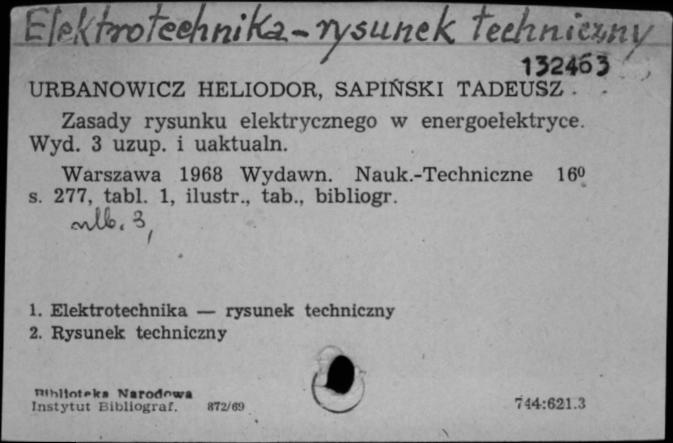 Elektrotechnika - rysunek techniczny
132463
URBANOWICZ HELIODOR, SAPIŃSKI TADEUSZ.
Zasady rysunku elektrycznego w energoelektryce.
Wyd. 3 uzup. i uaktualn.
Warszawa 1968 Wydawn. Nauk.-Techniczne 16⁰
s. 277, tabl. 1, ilustr., tab., bibliogr.
nlb. 3,
1. Elektrotechnika — rysunek techniczny
2. Rysunek techniczny
Biblioteka Narodowa
Instytut Bibliograf. 872/69
744:621.3